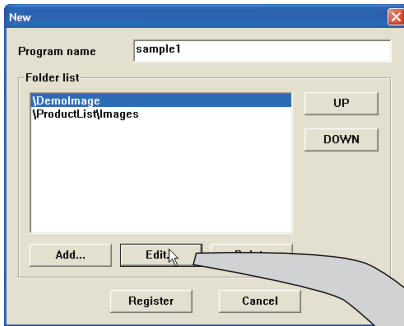 New
Program name
sample1
Folder list
\DemoImage
\ProductList\Images
UP
DOWN
Add...
Edit...
Register
Cancel